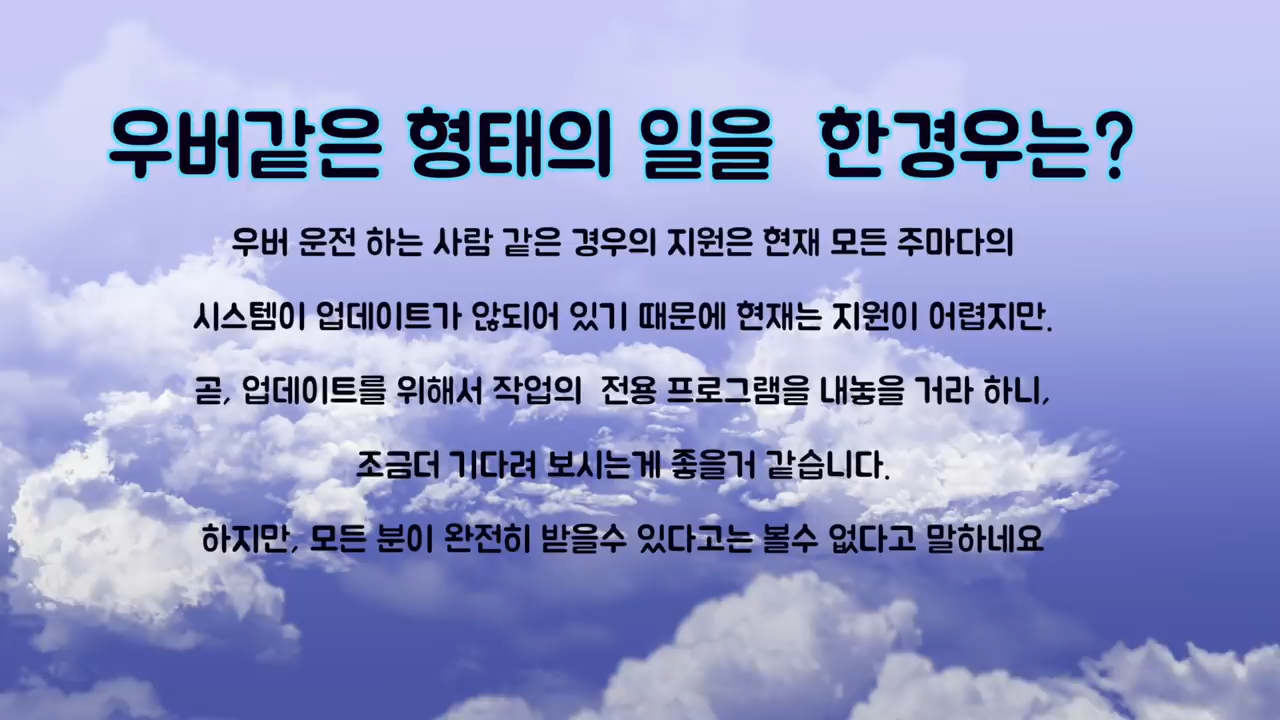 우버같은 형태의 일을 한경우는?
우버 운전 하는 사람 같은 경우의 지원은 현재 모든 주마다의
시스템이 업데이트가 않되어 있기 때문에 현재는 지원이 어렵지만.
곧, 업데이트를 위해서 작업의 전용 프로그램을 내놓을 거라 하니,
조금더 기다려 보시는게 좋을거 같습니다.
하지만, 모든 분이 완전히 받을수 있다고는 볼수 없다고 말하네요